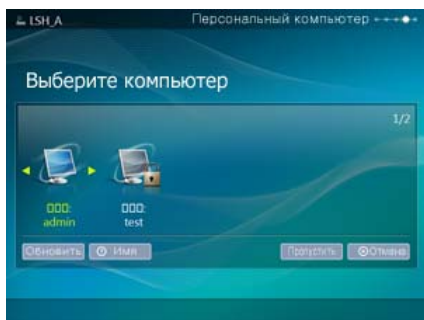 LSH_A
Персональный компьютер
Выберите компьютер
1/2
□□□: □□□:
admin test
Обновить Имя Пропустить Отмена